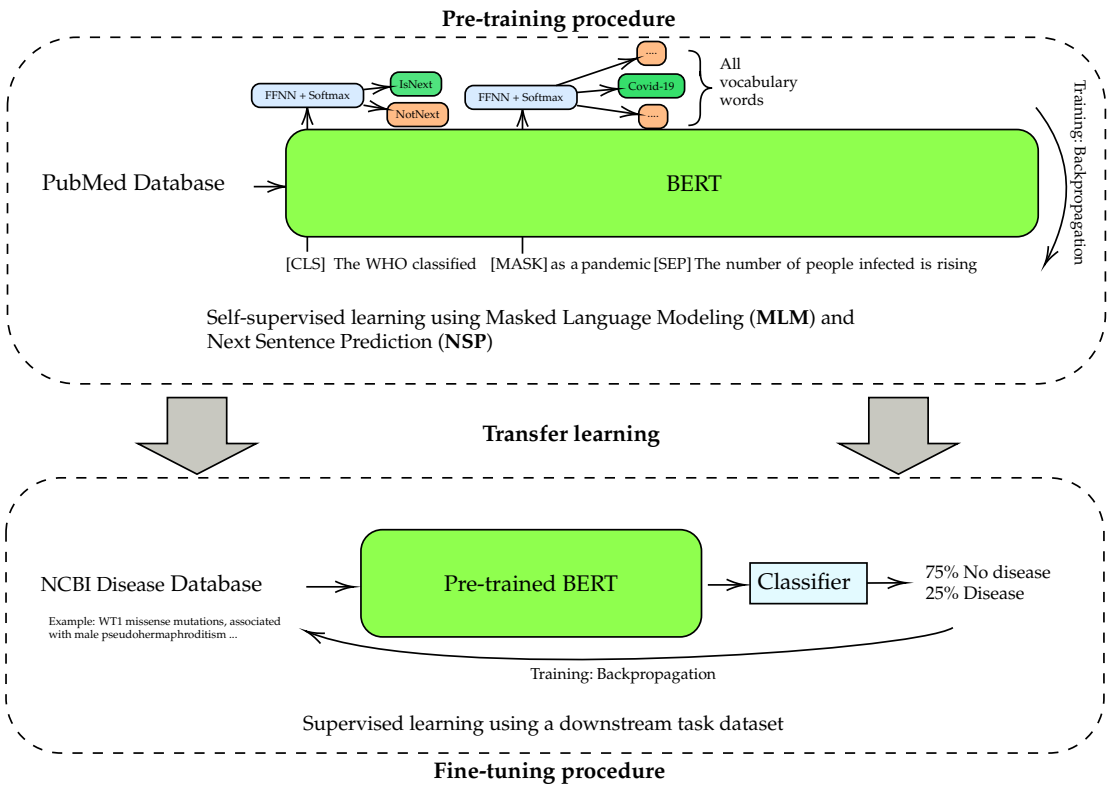 Pre-training procedure
IsNext
FFNN + Softmax
NotNext
....
FFNN + Softmax
Covid-19
....
All
vocabulary
words
Training: Backpropagation
PubMed Database
BERT
[CLS] The WHO classified [MASK] as a pandemic [SEP] The number of people infected is rising
Self-supervised learning using Masked Language Modeling (MLM) and
Next Sentence Prediction (NSP)
Transfer learning
NCBI Disease Database
Example: WT1 missense mutations, associated
with male pseudohermaphroditism ...
Pre-trained BERT
Classifier
75% No disease
25% Disease
Training: Backpropagation
Supervised learning using a downstream task dataset
Fine-tuning procedure